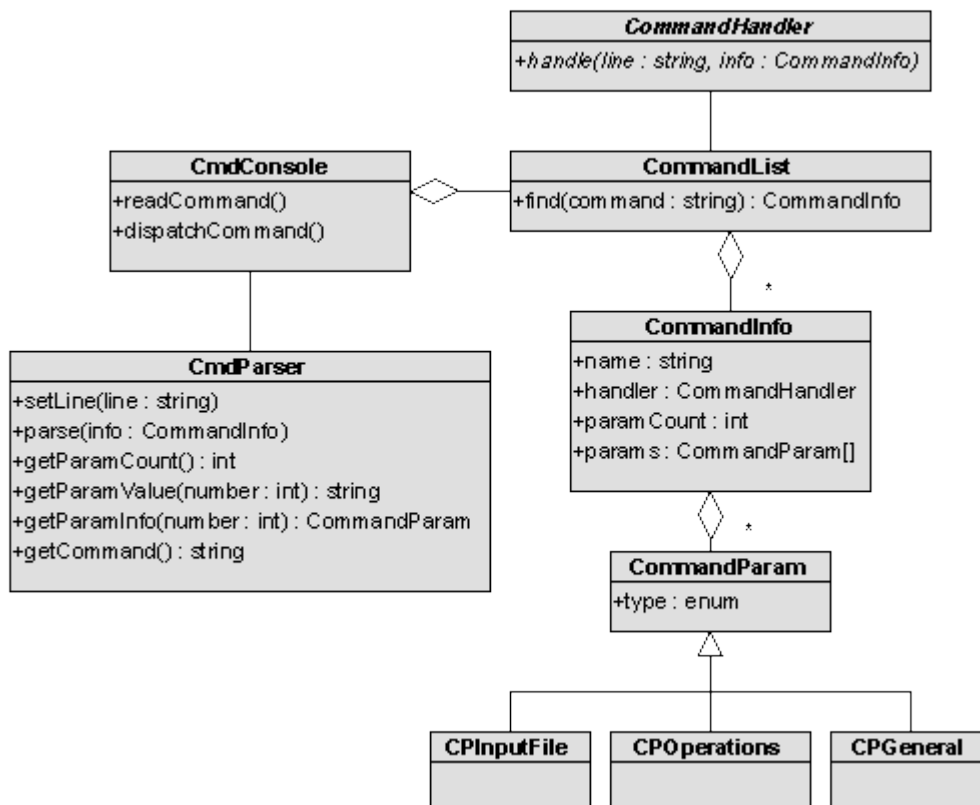 CommandHandler
+handle(line : string, info : CommandInfo)
CmdConsole
+readCommand()
+dispatchCommand()
CommandList
+find(command : string) : CommandInfo
*
CommandInfo
+name : string
+handler : CommandHandler
+paramCount : int
+params : CommandParam[]
CmdParser
+setLine(line : string)
+parse(info : CommandInfo)
+getParamCount() : int
+getParamValue(number : int) : string
+getParamInfo(number : int) : CommandParam
+getCommand() : string
*
CommandParam
+type : enum
CPInputFile
CPOperations
CPGeneral